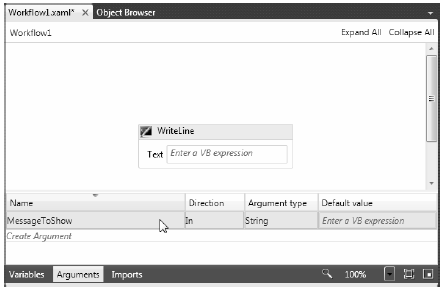 Workflow1.xaml* × Object Browser
Workflow1 Expand All Collapse All
WriteLine
Text Enter a VB expression
Name Direction Argument type Default value
MessageToShow In String Enter a VB expression
Create Argument
Variables Arguments Imports 100%